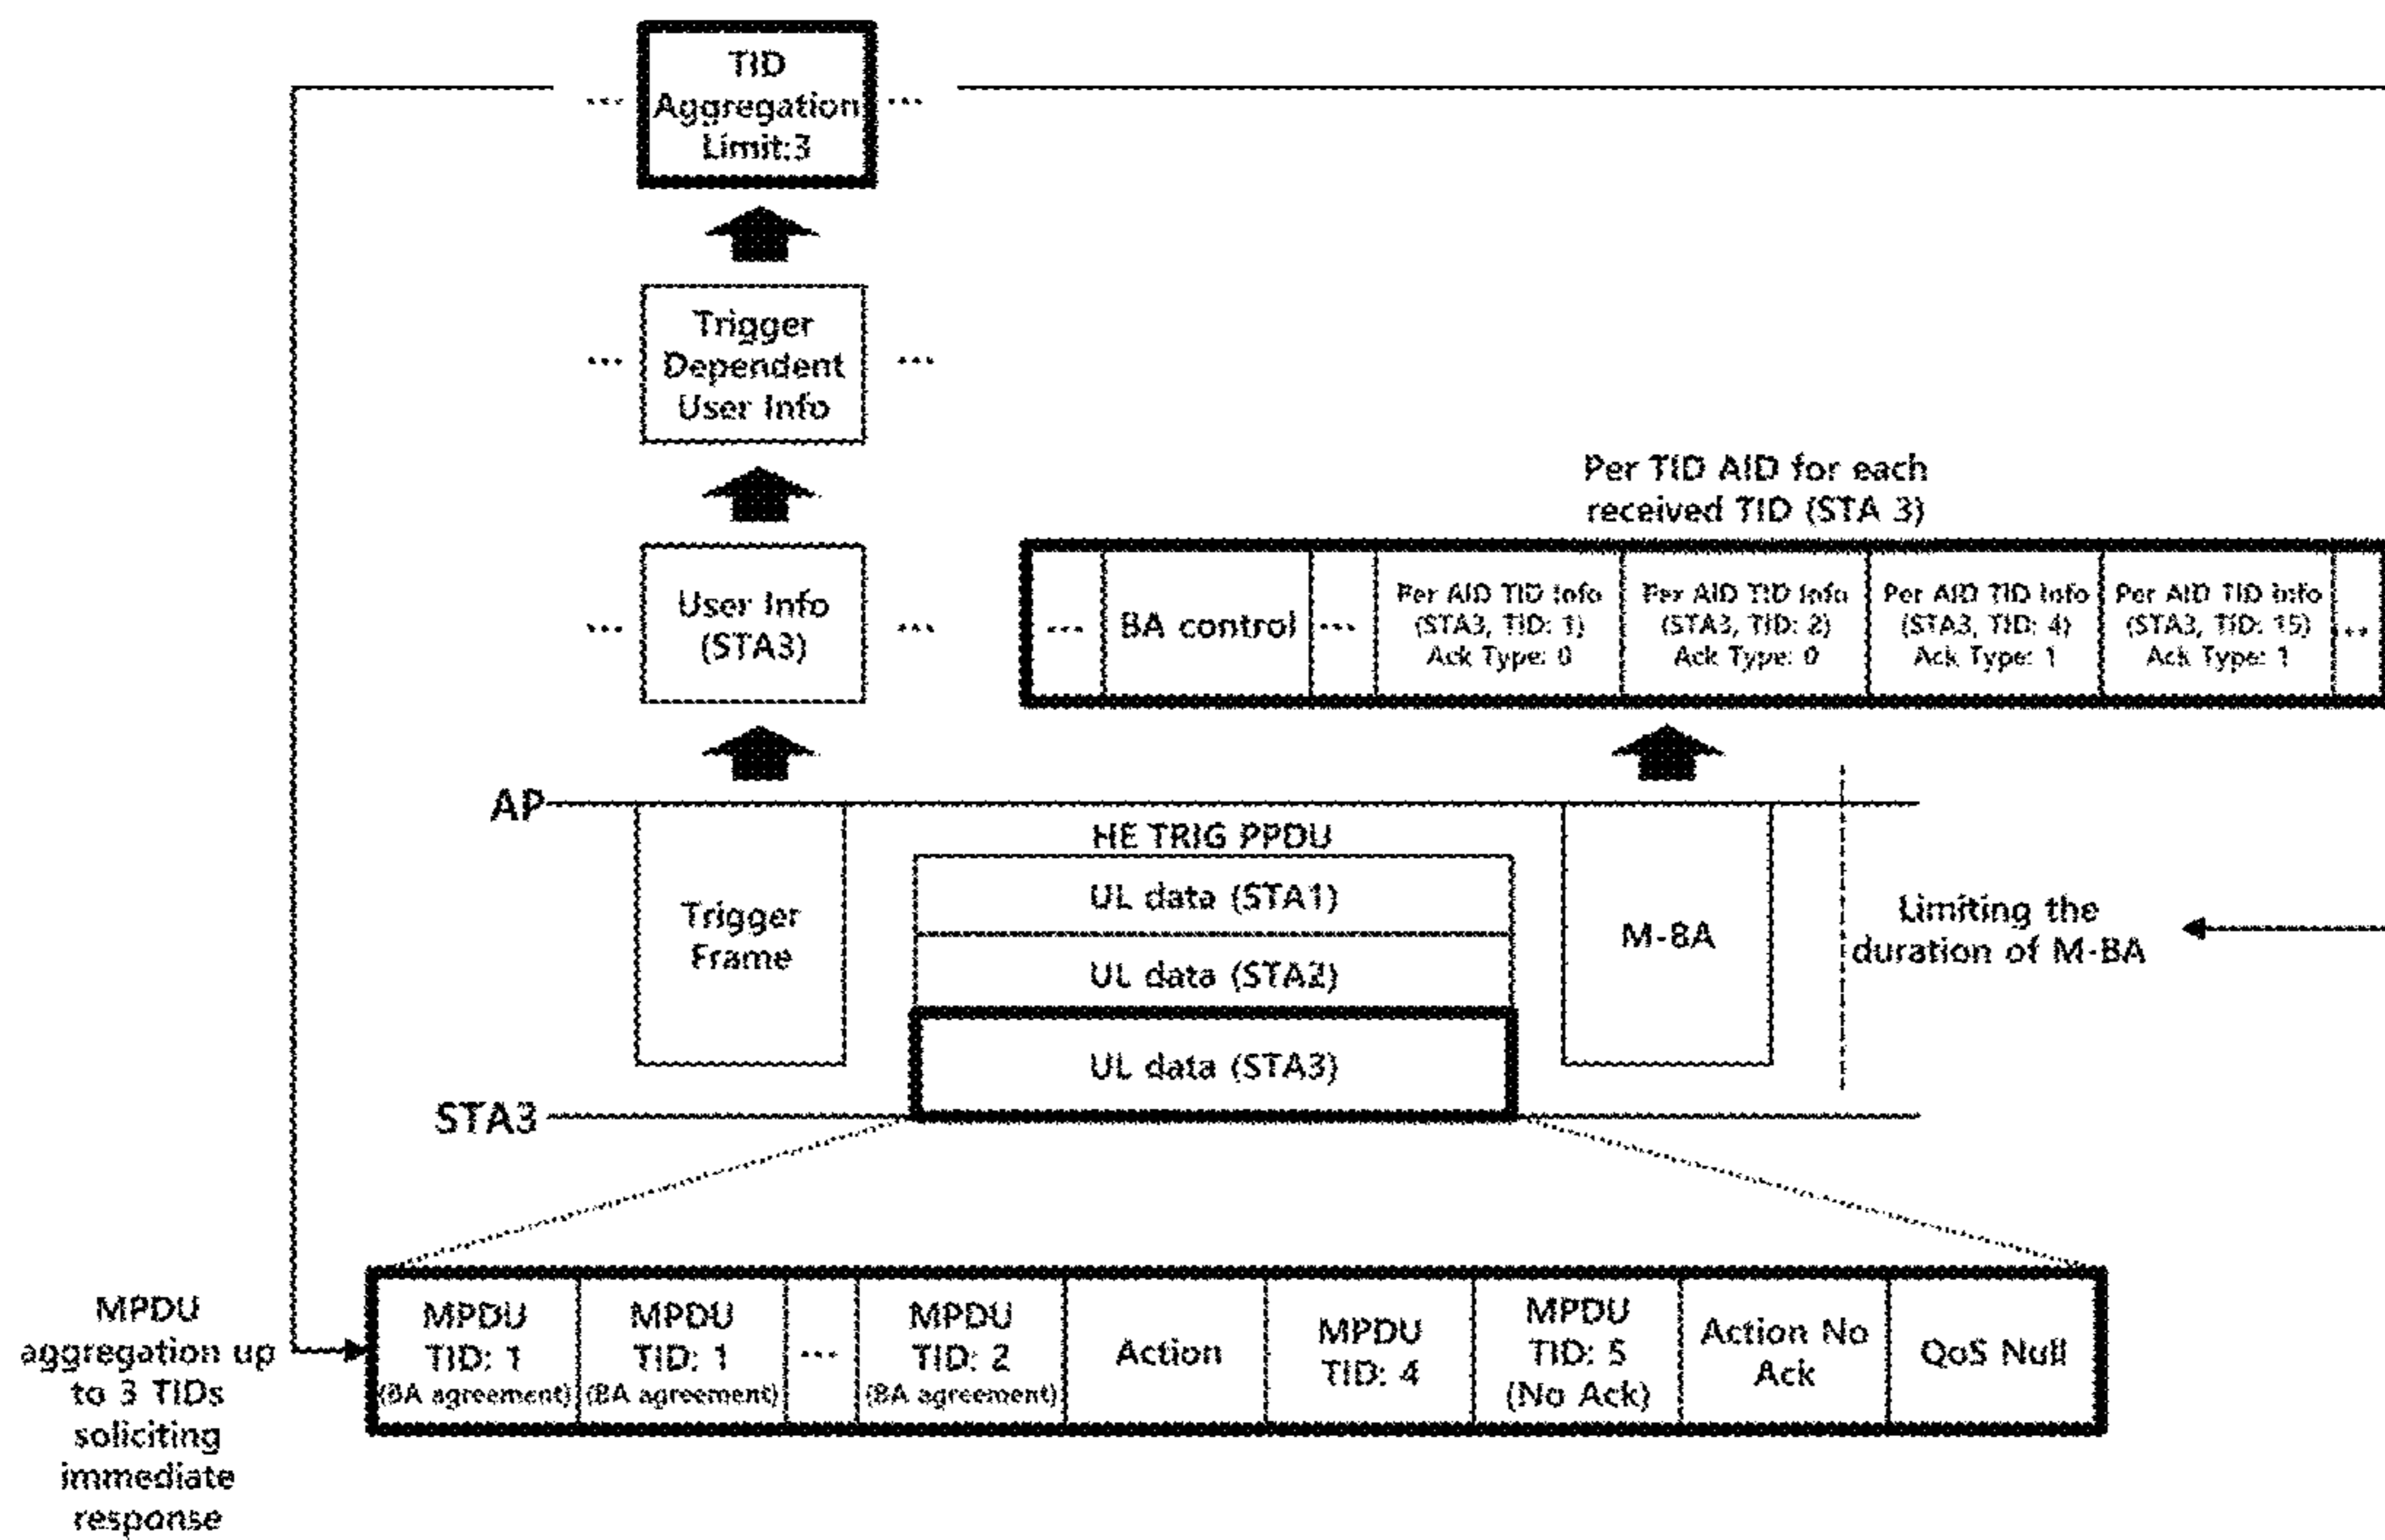 TID
... Aggregation ...
Limit:3
Trigger
... Dependent ...
User Info
Per TID AID for each
received TID (STA 3)
... User Info ...
(STA3)
... BA control ... Per AID TID Info Per AID TID Info Per AID TID Info Per AID TID Info ...
(STA3, TID: 1) (STA3, TID: 2) (STA3, TID: 4) (STA3, TID: 15)
Ack Type: 0 Ack Type: 0 Ack Type: 1 Ack Type: 1
AP
HE TRIG PPDU
Trigger
Frame
UL data (STA1)
UL data (STA2)
UL data (STA3)
M-BA
Limiting the
duration of M-BA
STA3
MPDU
aggregation up
to 3 TIDs
soliciting
immediate
response
MPDU
TID: 1
(BA agreement)
MPDU
TID: 1
(BA agreement)
...
MPDU
TID: 2
(BA agreement)
Action
MPDU
TID: 4
MPDU
TID: 5
(No Ack)
Action No
Ack
QoS Null